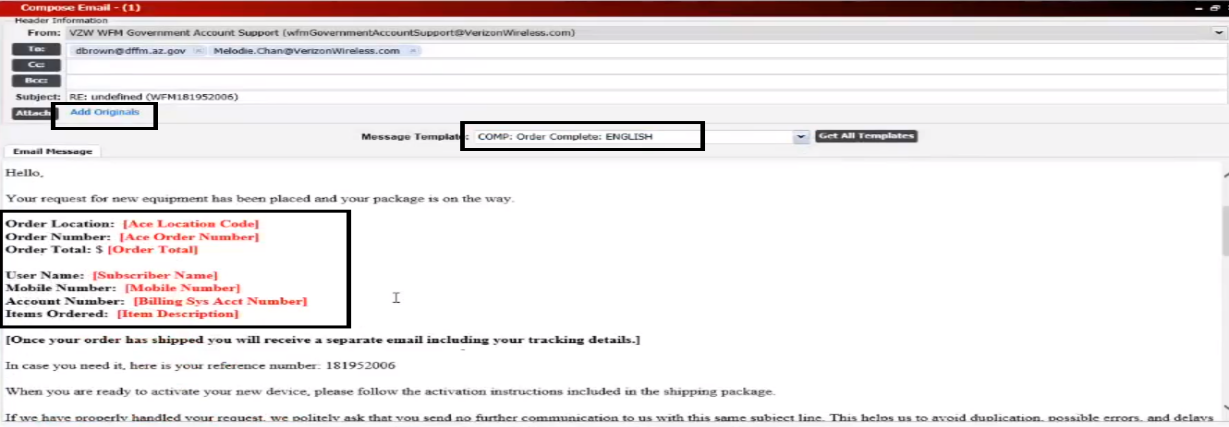 Compose Email - (1)
Header Information
From: VZW WFM Government Account Support (wfmGovernmentAccountSupport@VerizonWireless.com)
To: dbrown@dffm.az.gov Melodie.Chan@VerizonWireless.com
Cc:
Bcc:
Subject: RE: undefined (WFM181952006)
Attach Add Originals
Message Template: COMP: Order Complete: ENGLISH Get All Templates
Email Message
Hello,
Your request for new equipment has been placed and your package is on the way.
Order Location: [Ace Location Code]
Order Number: [Ace Order Number]
Order Total: $ [Order Total]
User Name: [Subscriber Name]
Mobile Number: [Mobile Number]
Account Number: [Billing Sys Acct Number]
Items Ordered: [Item Description]
[Once your order has shipped you will receive a separate email including your tracking details.]
In case you need it, here is your reference number: 181952006
When you are ready to activate your new device, please follow the activation instructions included in the shipping package.
If we have properly handled your request, we politely ask that you send no further communication to us with this same subject line. This helps us to avoid duplication, possible errors, and delays